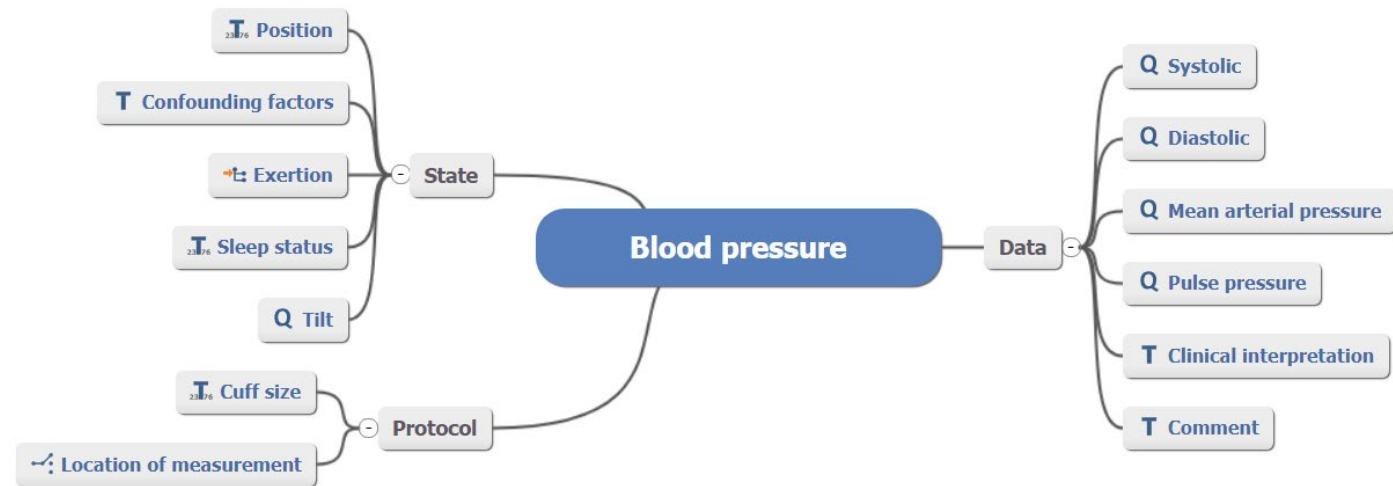 Position
T Confounding factors
Exertion
Sleep status
Q Tilt
State
Cuff size
Location of measurement
Protocol
Blood pressure
Data
Q Systolic
Q Diastolic
Q Mean arterial pressure
Q Pulse pressure
T Clinical interpretation
T Comment